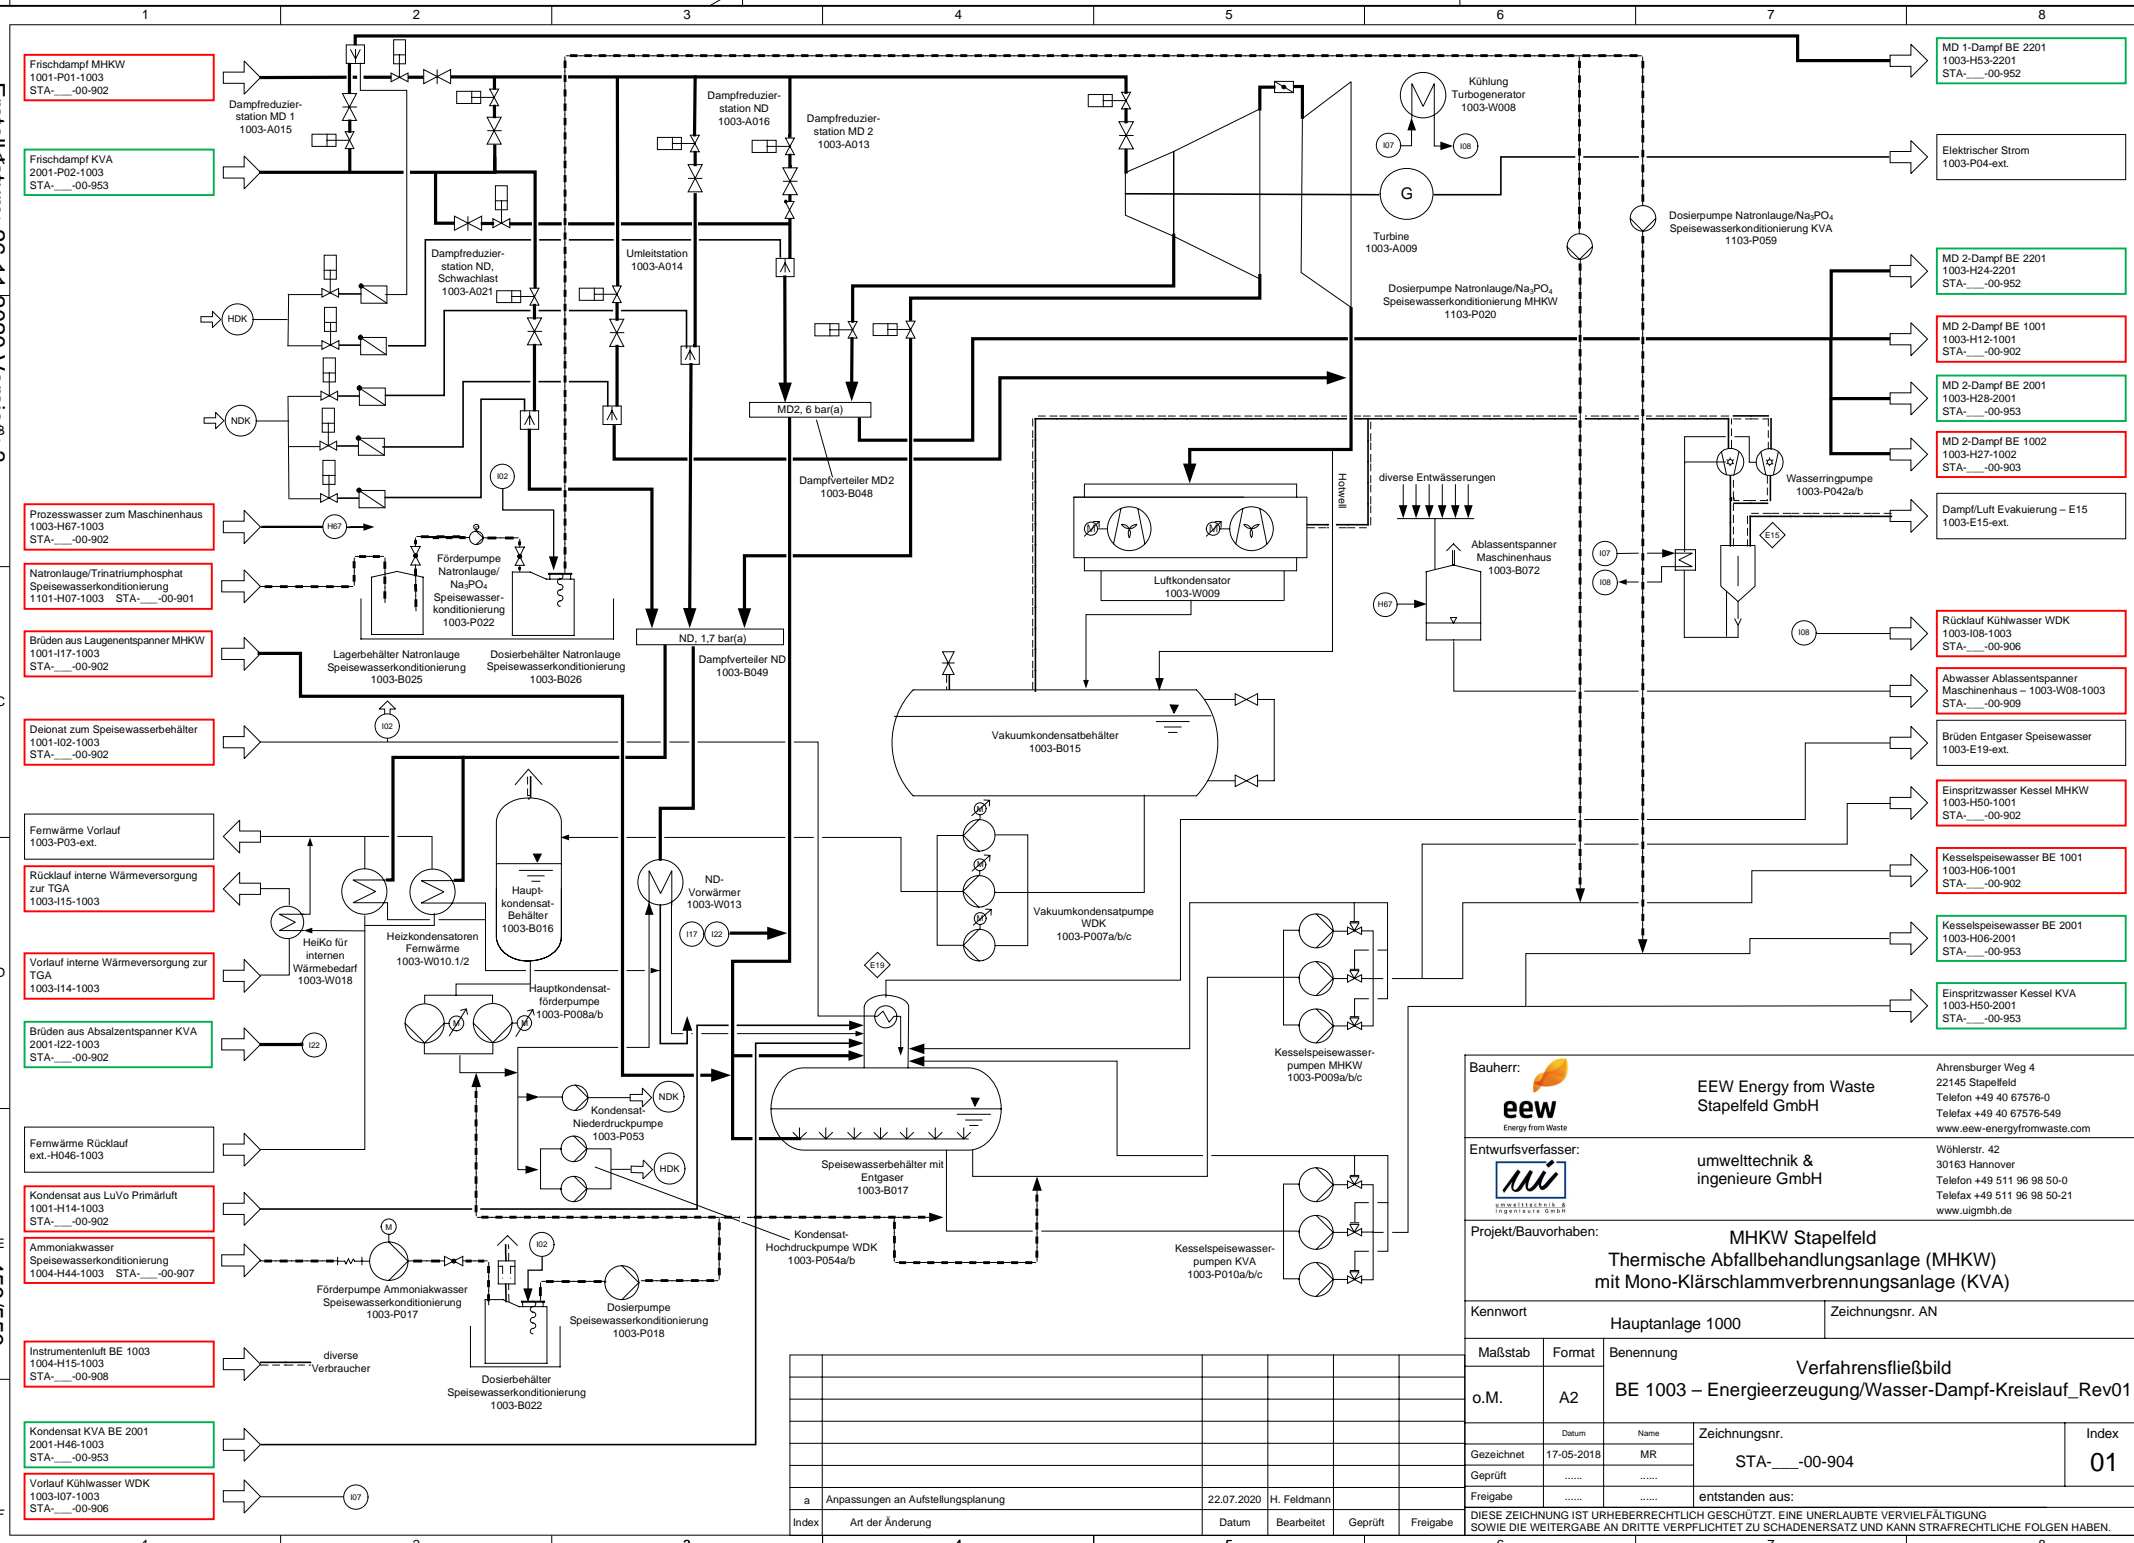 1 2 3 4 5 6 7 8
Frischdampf MHKW
1001-P01-1003
STA-___-00-902
Dampfreduzier-
station MD 1
1003-A015
Frischdampf KVA
2001-P02-1003
STA-___-00-953
Dampfreduzier-
station ND
1003-A016
Dampfreduzier-
station MD 2
1003-A013
Kühlung
Turbogenerator
1003-W008
I07
I08
G
Turbine
1003-A009
MD 1-Dampf BE 2201
1003-H53-2201
STA-___-00-952
Elektrischer Strom
1003-P04-ext.
Dosierpumpe Natronlauge/Na₃PO₄
Speisewasserkonditionierung KVA
1103-P059
Dosierpumpe Natronlauge/Na₃PO₄
Speisewasserkonditionierung MHKW
1103-P020
Dampfreduzier-
station ND,
Schwachlast
1003-A021
Umleitstation
1003-A014
HDK
NDK
MD 2-Dampf BE 2201
1003-H24-2201
STA-___-00-952
MD 2-Dampf BE 1001
1003-H12-1001
STA-___-00-902
MD 2-Dampf BE 2001
1003-H28-2001
STA-___-00-953
MD 2-Dampf BE 1002
1003-H27-1002
STA-___-00-903
MD2, 6 bar(a)
Dampfverteiler MD2
1003-B048
Hotwell
diverse Entwässerungen
Wasserringpumpe
1003-P042a/b
Dampf/Luft Evakuierung – E15
1003-E15-ext.
E15
I07
I08
Prozesswasser zum Maschinenhaus
1003-H67-1003
STA-___-00-902
H67
I02
Natronlauge/Trinatriumphosphat
Speisewasserkonditionierung
1101-H07-1003 STA-___-00-901
Förderpumpe
Natronlauge/
Na₃PO₄
Speisewasser-
konditionierung
1003-P022
M
M
Luftkondensator
1003-W009
Ablassentspanner
Maschinenhaus
1003-B072
H67
Brüden aus Laugenentspanner MHKW
1001-I17-1003
STA-___-00-902
Lagerbehälter Natronlauge
Speisewasserkonditionierung
1003-B025
Dosierbehälter Natronlauge
Speisewasserkonditionierung
1003-B026
ND, 1,7 bar(a)
Dampfverteiler ND
1003-B049
I08
Rücklauf Kühlwasser WDK
1003-I08-1003
STA-___-00-906
Abwasser Ablassentspanner
Maschinenhaus – 1003-W08-1003
STA-___-00-909
Deionat zum Speisewasserbehälter
1001-I02-1003
STA-___-00-902
I02
Vakuumkondensatbehälter
1003-B015
Brüden Entgaser Speisewasser
1003-E19-ext.
Einspritzwasser Kessel MHKW
1003-H50-1001
STA-___-00-902
Fernwärme Vorlauf
1003-P03-ext.
Rücklauf interne Wärmeversorgung
zur TGA
1003-I15-1003
Haupt-
kondensat-
Behälter
1003-B016
ND-
Vorwärmer
1003-W013
I17
I22
M
M
M
Vakuumkondensatpumpe
WDK
1003-P007a/b/c
Kesselspeisewasser BE 1001
1003-H06-1001
STA-___-00-902
Kesselspeisewasser BE 2001
1003-H06-2001
STA-___-00-953
HeiKo für
internen
Wärmebedarf
1003-W018
Heizkondensatoren
Fernwärme
1003-W010.1/2
Vorlauf interne Wärmeversorgung zur
TGA
1003-I14-1003
E19
Hauptkondensat-
förderpumpe
1003-P008a/b
M
M
Einspritzwasser Kessel KVA
1003-H50-2001
STA-___-00-953
Brüden aus Absalzentspanner KVA
2001-I22-1003
STA-___-00-902
I22
Kesselspeisewasser-
pumpen MHKW
1003-P009a/b/c
NDK
Kondensat-
Niederdruckpumpe
1003-P053
HDK
Fernwärme Rücklauf
ext.-H046-1003
Speisewasserbehälter mit
Entgaser
1003-B017
Kondensat aus LuVo Primärluft
1001-H14-1003
STA-___-00-902
Ammoniakwasser
Speisewasserkonditionierung
1004-H44-1003 STA-___-00-907
M
I02
Kondensat-
Hochdruckpumpe WDK
1003-P054a/b
Kesselspeisewasser-
pumpen KVA
1003-P010a/b/c
Förderpumpe Ammoniakwasser
Speisewasserkonditionierung
1003-P017
Dosierpumpe
Speisewasserkonditionierung
1003-P018
Instrumentenluft BE 1003
1004-H15-1003
STA-___-00-908
diverse
Verbraucher
Dosierbehälter
Speisewasserkonditionierung
1003-B022
Kondensat KVA BE 2001
2001-H46-1003
STA-___-00-953
Vorlauf Kühlwasser WDK
1003-I07-1003
STA-___-00-906
I07
Bauherr:
eew
Energy from Waste
EEW Energy from Waste
Stapelfeld GmbH
Ahrensburger Weg 4
22145 Stapelfeld
Telefon +49 40 67576-0
Telefax +49 40 67576-549
www.eew-energyfromwaste.com
Entwurfsverfasser:
umwelttechnik &
ingenieure GmbH
umwelttechnik &
ingenieure GmbH
Wöhlerstr. 42
30163 Hannover
Telefon +49 511 96 98 50-0
Telefax +49 511 96 98 50-21
www.uigmbh.de
Projekt/Bauvorhaben:
MHKW Stapelfeld
Thermische Abfallbehandlungsanlage (MHKW)
mit Mono-Klärschlammverbrennungsanlage (KVA)
Kennwort
Hauptanlage 1000
Zeichnungsnr. AN
Maßstab Format Benennung
o.M. A2
Verfahrensfließbild
BE 1003 – Energieerzeugung/Wasser-Dampf-Kreislauf_Rev01
Datum Name
Gezeichnet 17-05-2018 MR
Geprüft ...... ......
Freigabe ...... ......
Zeichnungsnr.
STA-___-00-904
Index
01
entstanden aus:
a Anpassungen an Aufstellungsplanung 22.07.2020 H. Feldmann
Index Art der Änderung Datum Bearbeitet Geprüft Freigabe
DIESE ZEICHNUNG IST URHEBERRECHTLICH GESCHÜTZT. EINE UNERLAUBTE VERVIELFÄLTIGUNG
SOWIE DIE WEITERGABE AN DRITTE VERPFLICHTET ZU SCHADENERSATZ UND KANN STRAFRECHTLICHE FOLGEN HABEN.